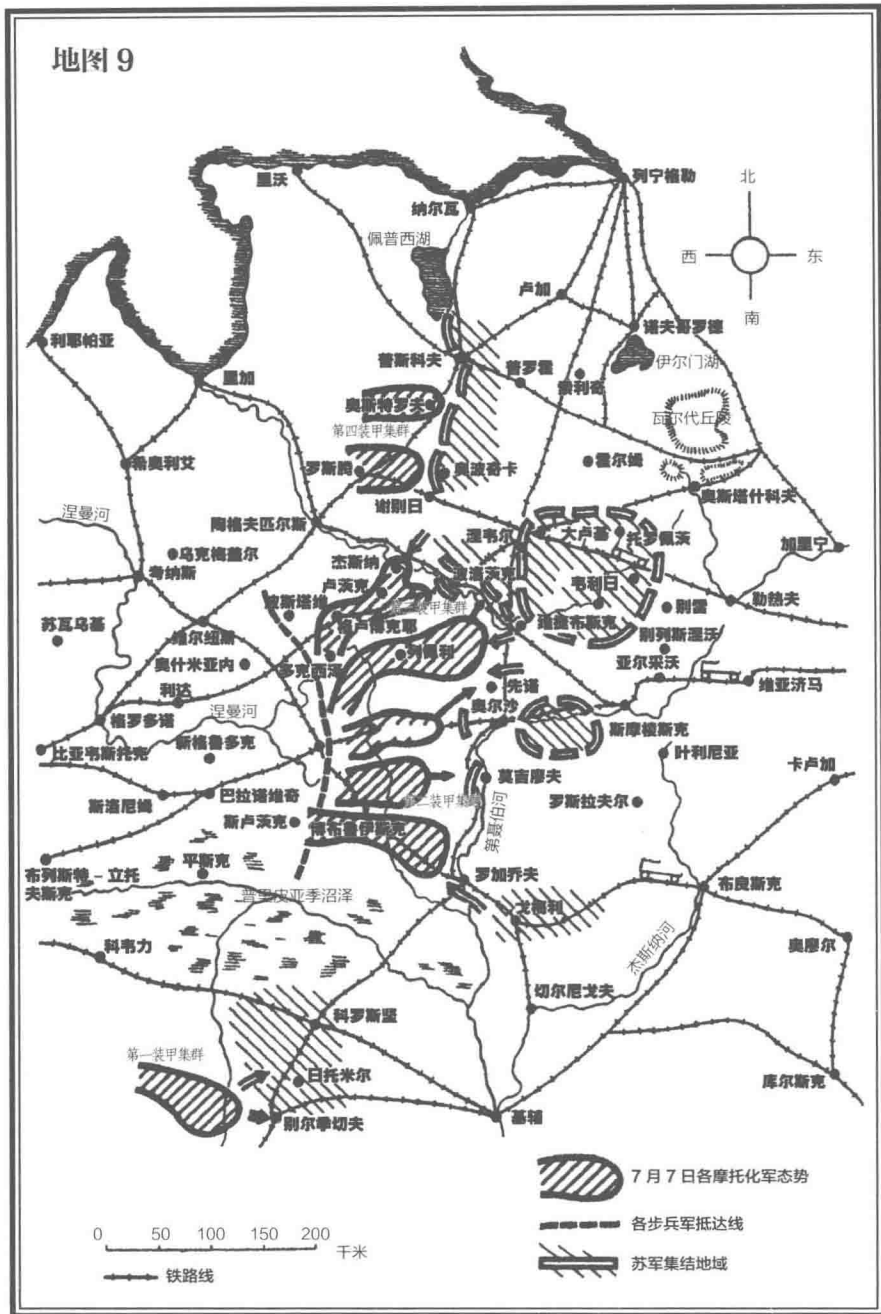 地图 9
里沃
列宁格勒
纳尔瓦
北
佩普西湖
西
东
南
卢加
诺夫哥罗德
利耶帕亚
普斯科夫
伊尔门湖
里加
普罗霍
索利奇
奥斯特罗夫
瓦尔代丘陵
第四装甲集群
希奥利艾
罗斯腾
奥波奇卡
霍尔姆
奥斯塔什科夫
谢别日
涅曼河
陶格夫匹尔斯
涅韦尔
大卢基
托罗佩茨
加里宁
乌克梅盖尔
杰斯纳
波洛茨克
考纳斯
卢茨克
韦利日
波斯塔维
第三装甲集群
别雷
勒热夫
苏瓦乌基
维尔纽斯
格卢博克耶
维捷布斯克
别列斯涅沃
奥什米亚内
多克西泽
列佩利
亚尔采沃
利达
先诺
维亚济马
格罗多诺
涅曼河
奥尔沙
斯摩棱斯克
比亚韦斯托克
新格鲁多克
叶利尼亚
莫吉廖夫
卡卢加
斯洛尼姆
巴拉诺维奇
第二装甲集群
罗斯拉夫尔
第聂伯河
斯卢茨克
博布鲁伊斯克
布列斯特–立托
夫斯克
平斯克
罗加乔夫
布良斯克
普里皮亚季沼泽
戈梅利
科韦力
杰斯纳河
奥廖尔
切尔尼戈夫
科罗斯坚
第一装甲集群
日托米尔
库尔斯克
别尔季切夫
基辅
7 月 7 日各摩托化军态势
0 50 100 150 200
千米
各步兵军抵达线
铁路线
苏军集结地域